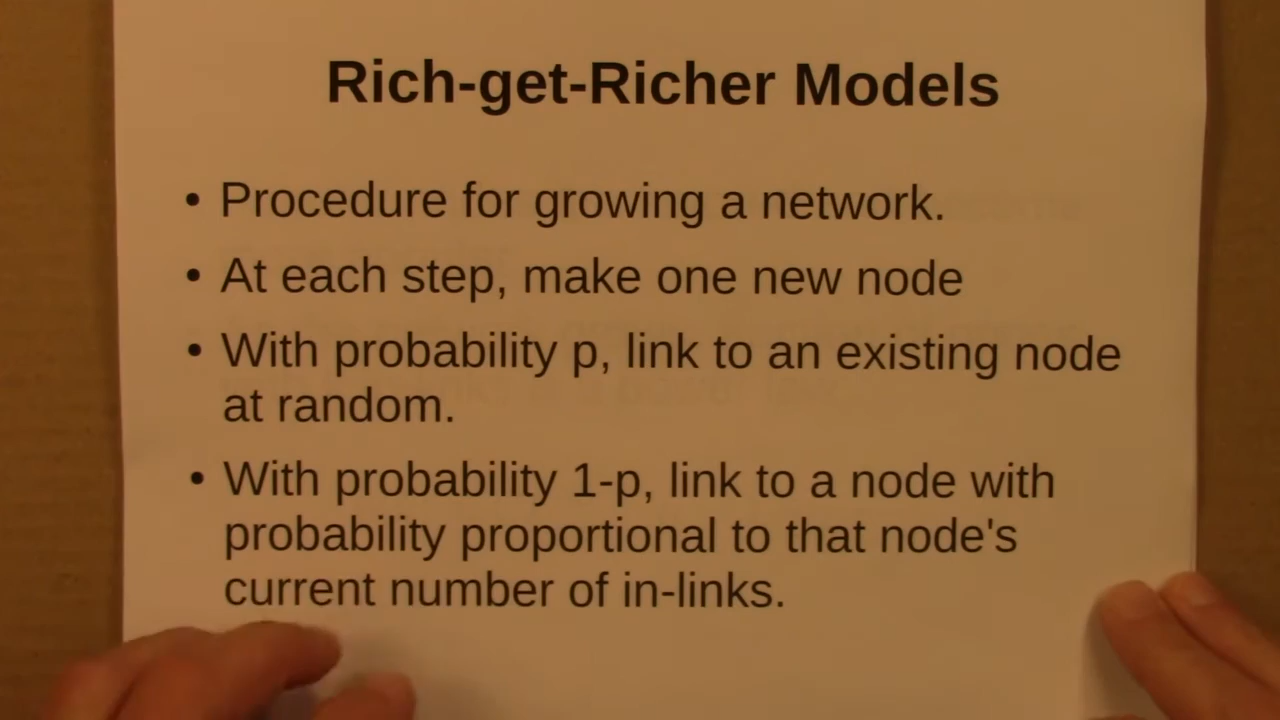 Rich-get-Richer Models
• Procedure for growing a network.
• At each step, make one new node
• With probability p, link to an existing node
at random.
• With probability 1-p, link to a node with
probability proportional to that node's
current number of in-links.